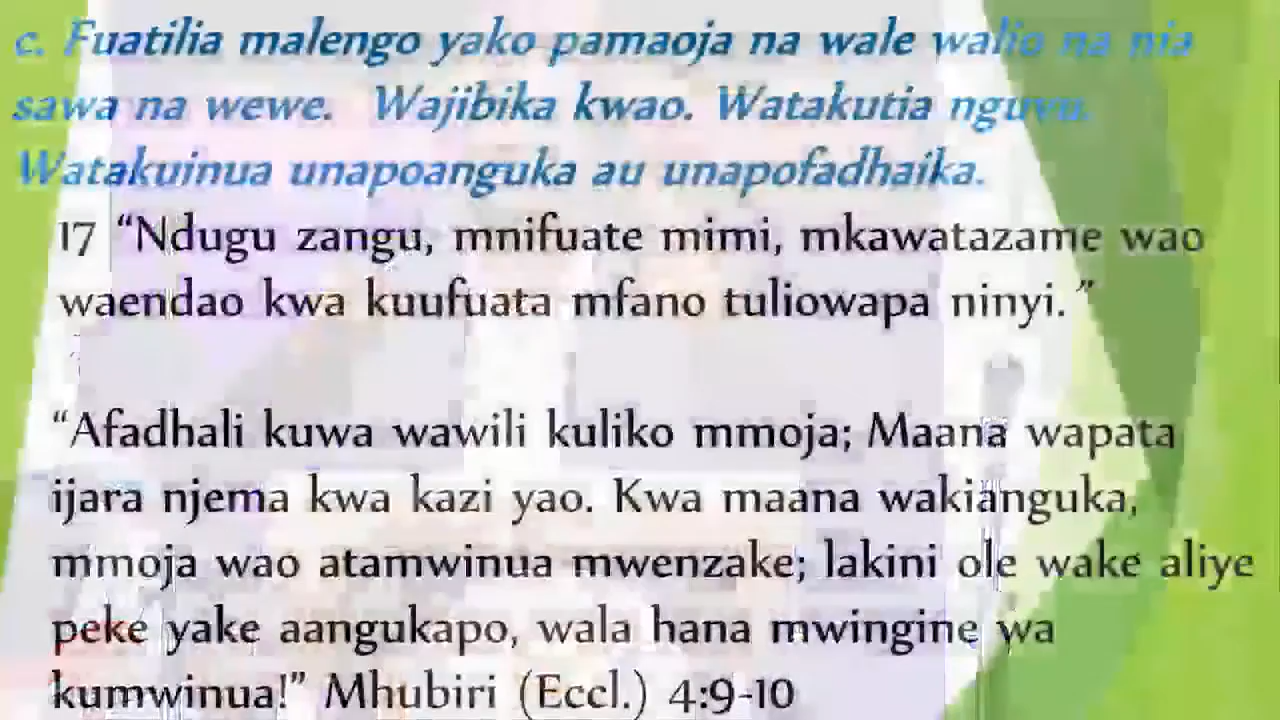 c. Fuatilia malengo yako pamaoja na wale walio na nia
sawa na wewe. Wajibika kwao. Watakutia nguvu.
Watakuinua unapoanguka au unapofadhaika.
17 “Ndugu zangu, mnifuate mimi, mkawatazame wao
waendao kwa kuufuata mfano tuliowapa ninyi.”
“Afadhali kuwa wawili kuliko mmoja; Maana wapata
ijara njema kwa kazi yao. Kwa maana wakianguka,
mmoja wao atamwinua mwenzake; lakini ole wake aliye
peke yake aangukapo, wala hana mwingine wa
kumwinua!” Mhubiri (Eccl.) 4:9-10